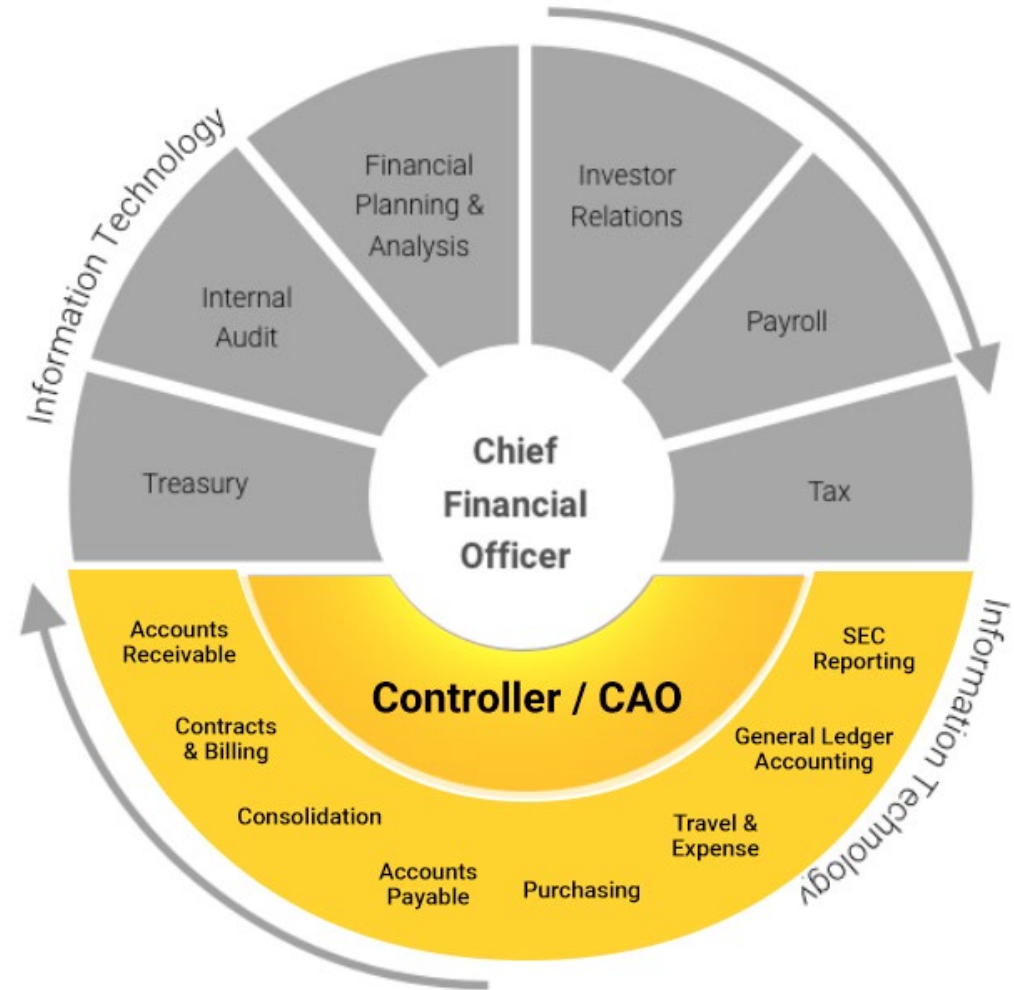 Information Technology
Financial
Planning &
Analysis
Investor
Relations
Internal
Audit
Payroll
Treasury
Tax
Chief
Financial
Officer
Controller / CAO
Accounts
Receivable
Contracts
& Billing
Consolidation
Accounts
Payable
Purchasing
Travel &
Expense
General Ledger
Accounting
SEC
Reporting
Information Technology